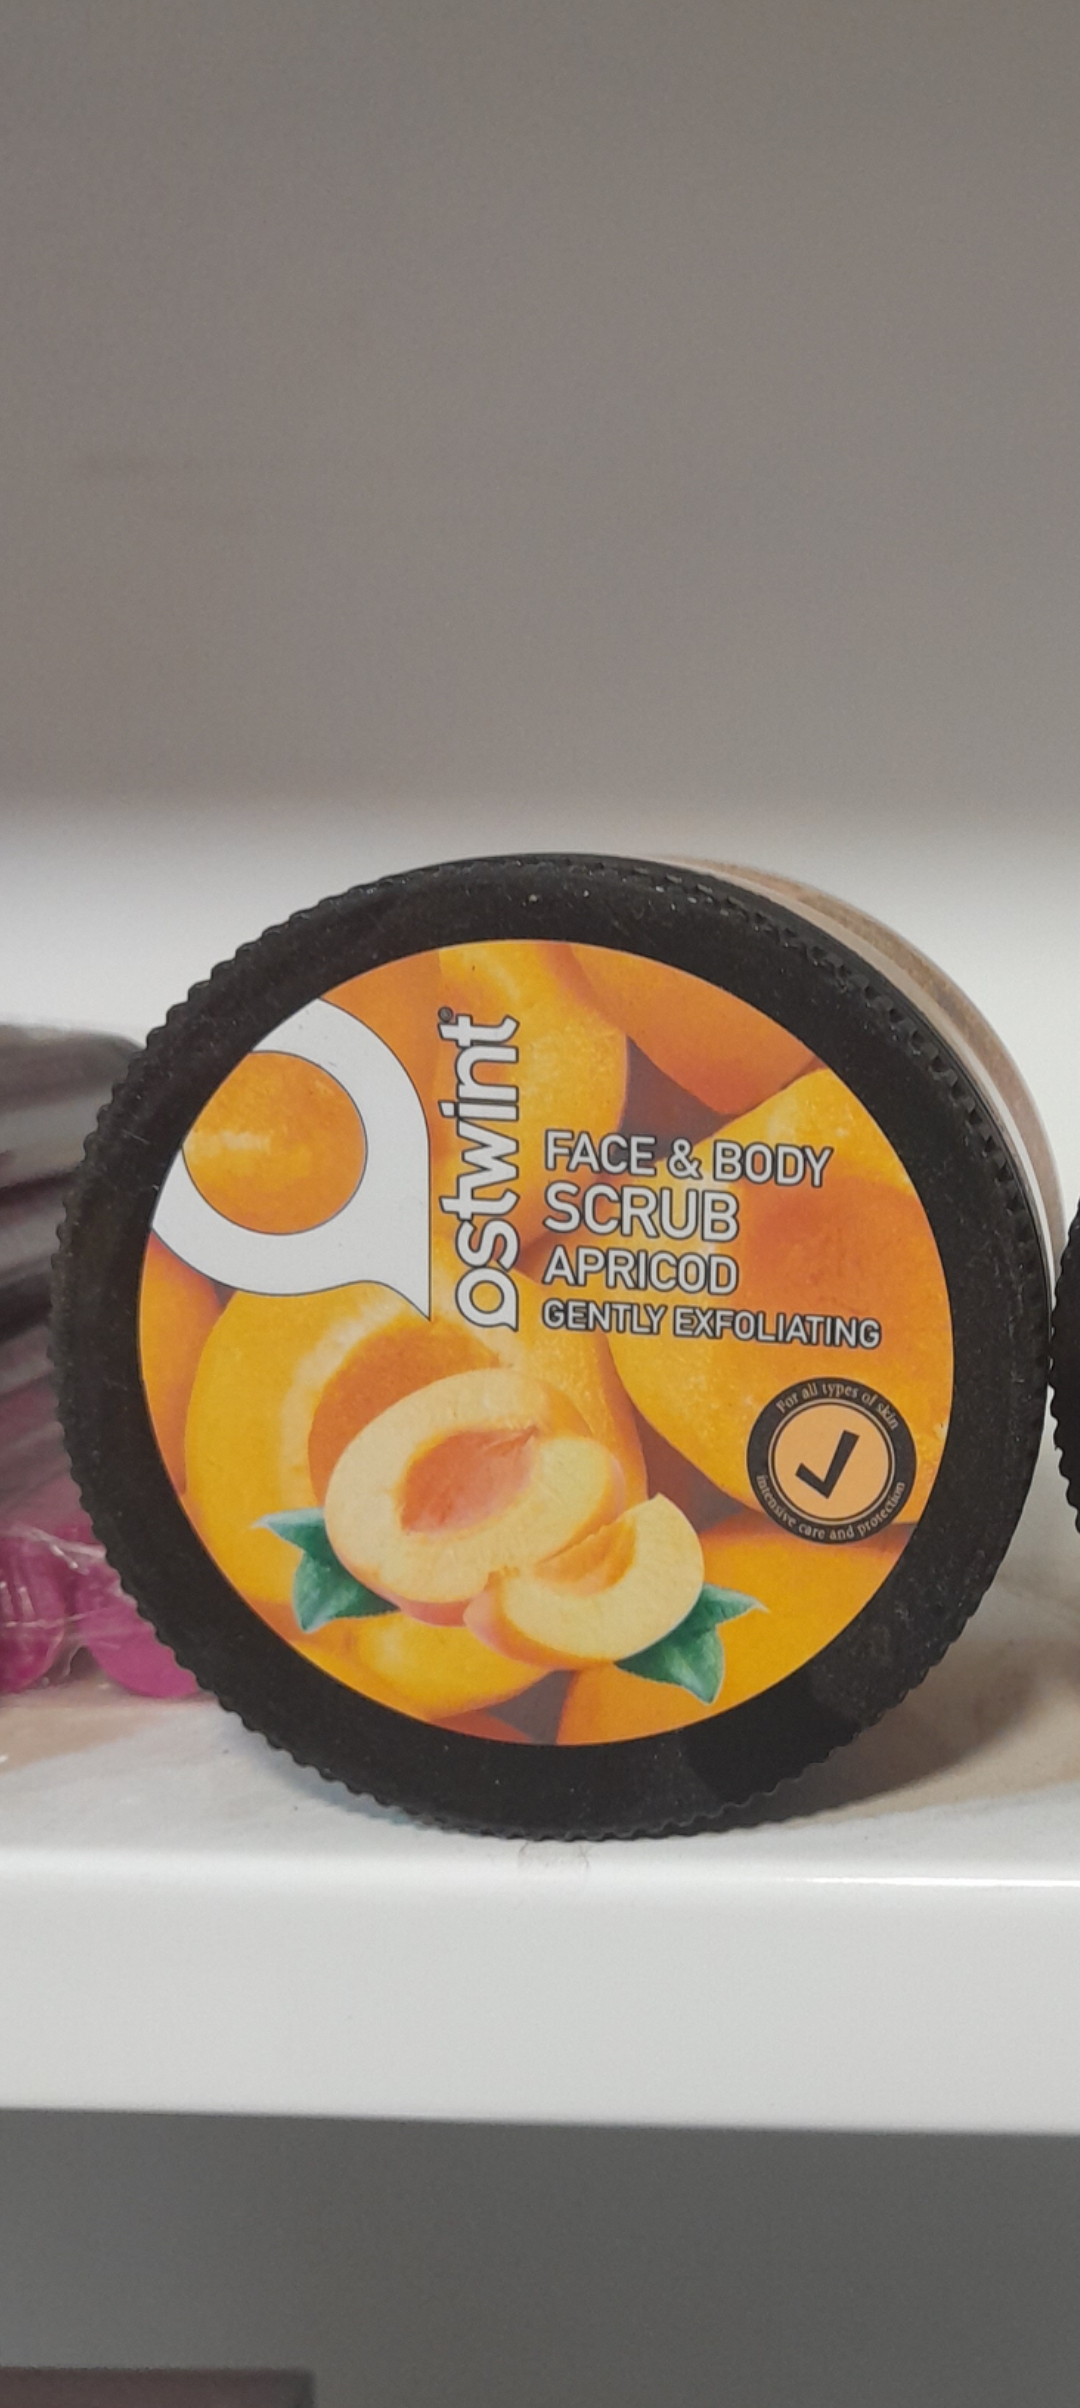 ostwint®
FACE & BODY
SCRUB
APRICOD
GENTLY EXFOLIATING
For all types of skin
intensive care and protection